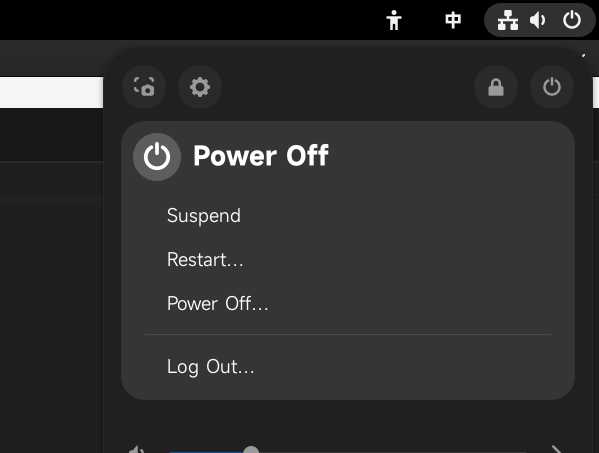 中
Power Off
Suspend
Restart...
Power Off...
Log Out...